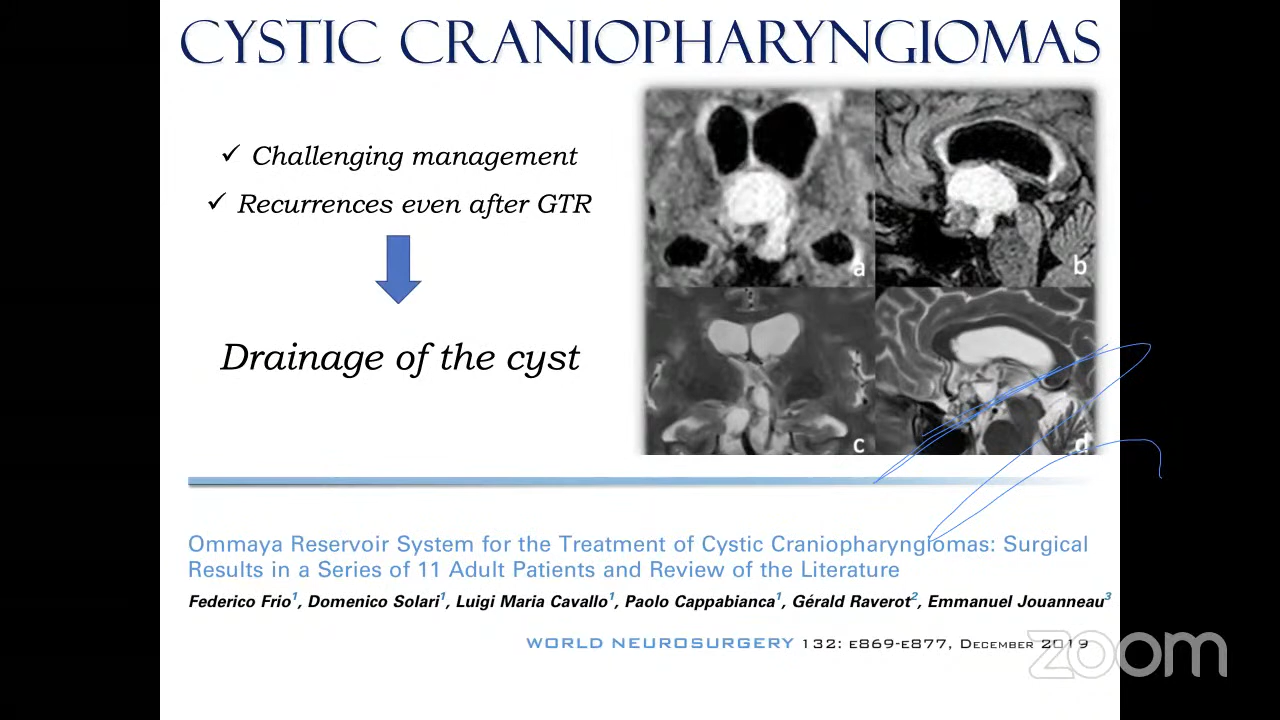 CYSTIC CRANIOPHARYNGIOMAS
✓ Challenging management
✓ Recurrences even after GTR
Drainage of the cyst
a
b
c
d
Ommaya Reservoir System for the Treatment of Cystic Craniopharyngiomas: Surgical
Results in a Series of 11 Adult Patients and Review of the Literature
Federico Frio1, Domenico Solari1, Luigi Maria Cavallo1, Paolo Cappabianca1, Gérald Raverot2, Emmanuel Jouanneau3
WORLD NEUROSURGERY 132: E869-E877, DECEMBER 2019
zoom